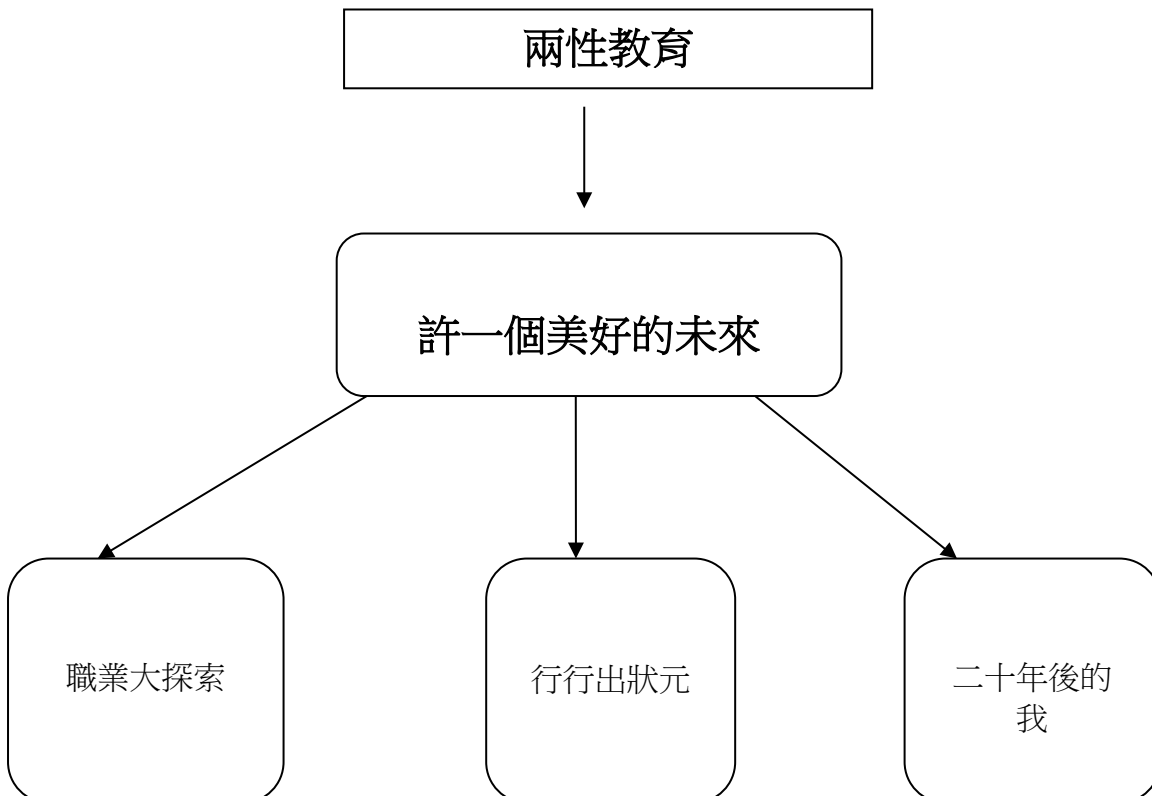 兩性教育
許一個美好的未來
職業大探索
行行出狀元
二十年後的
我